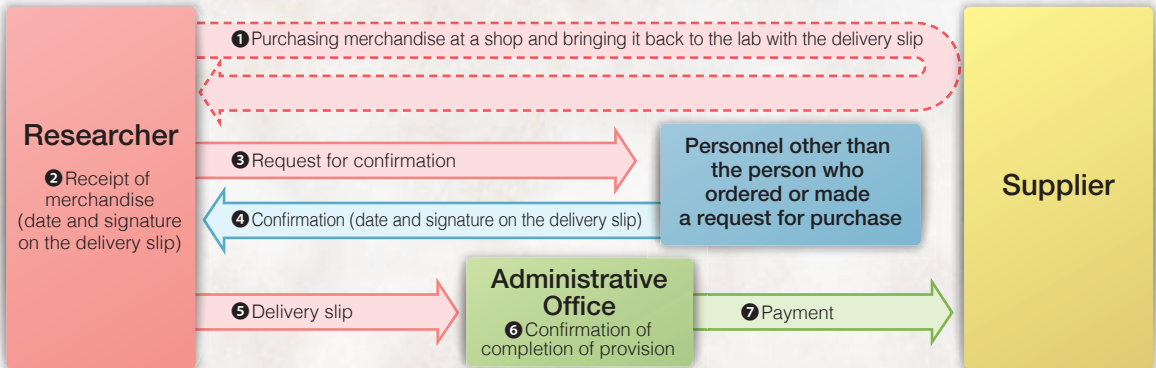 ❶Purchasing merchandise at a shop and bringing it back to the lab with the delivery slip
Researcher
❷Receipt of
merchandise
(date and signature
on the delivery slip)
❸Request for confirmation
Personnel other than
the person who
ordered or made
a request for purchase
Supplier
❹Confirmation (date and signature on the delivery slip)
❺Delivery slip
Administrative
Office
❻Confirmation of
completion of provision
❼Payment